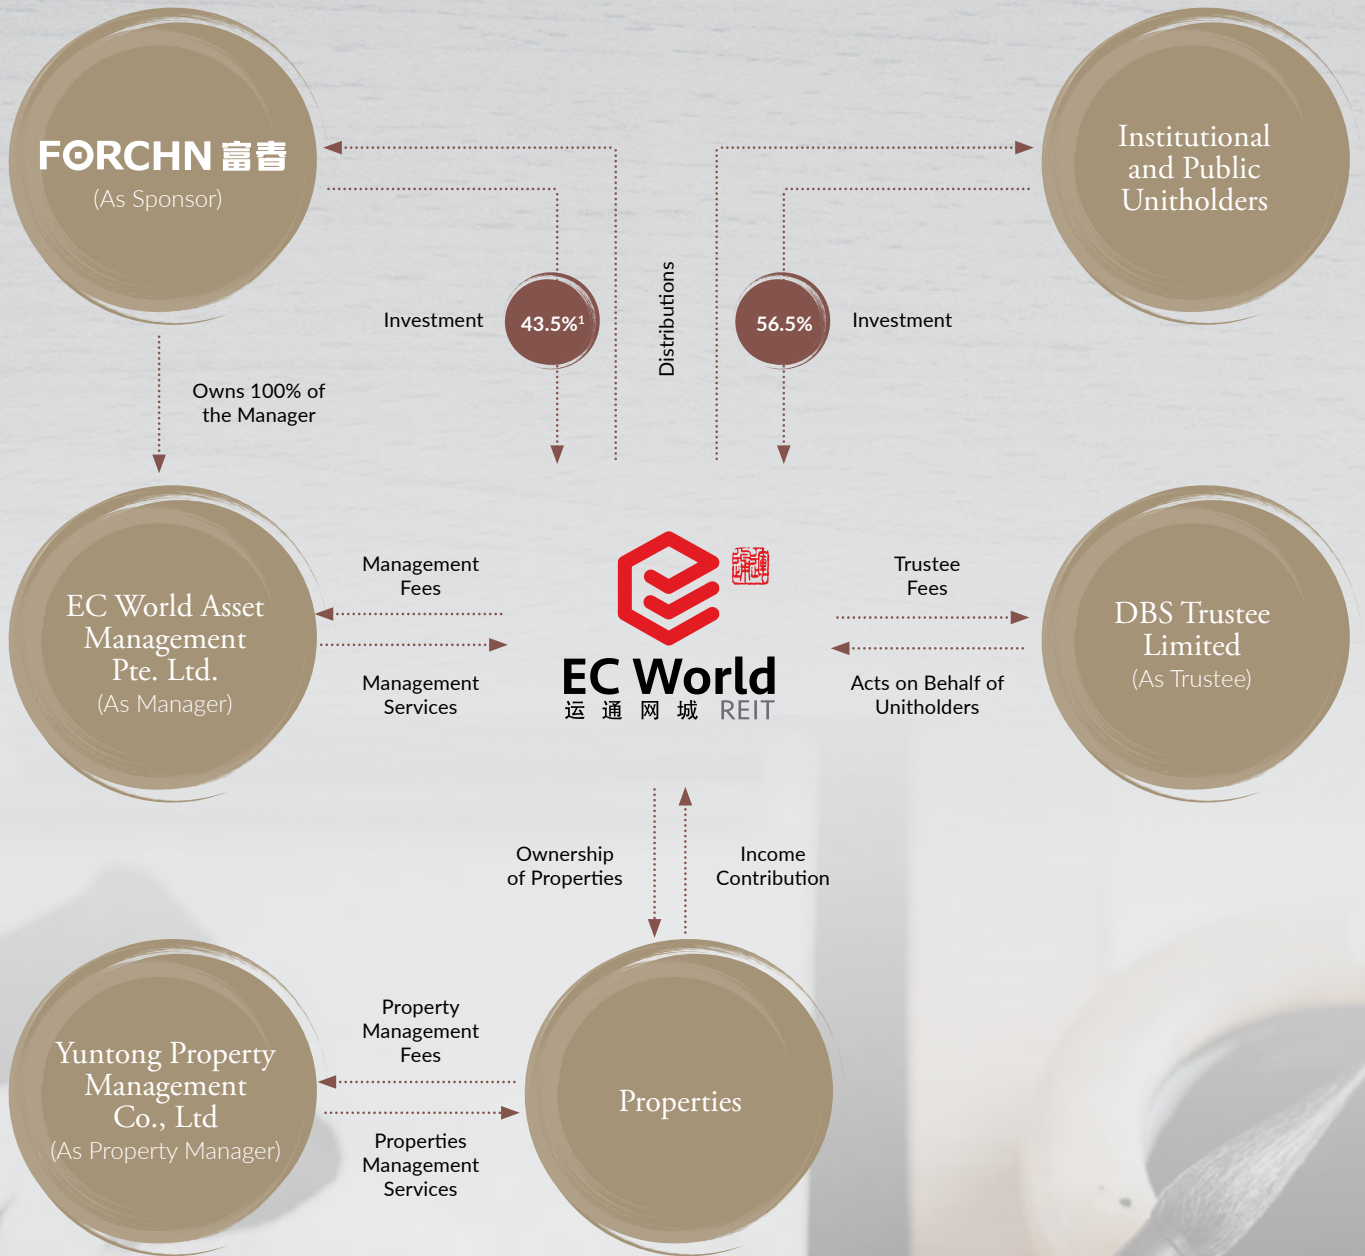 FORCHN 富春
(As Sponsor)
Institutional
and Public
Unitholders
Investment
43.5%¹
Distributions
56.5%
Investment
Owns 100% of
the Manager
EC World Asset
Management
Pte. Ltd.
(As Manager)
Management
Fees
Management
Services
EC World
运通网城 REIT
Trustee
Fees
Acts on Behalf of
Unitholders
DBS Trustee
Limited
(As Trustee)
Ownership
of Properties
Income
Contribution
Yuntong Property
Management
Co., Ltd
(As Property Manager)
Property
Management
Fees
Properties
Management
Services
Properties